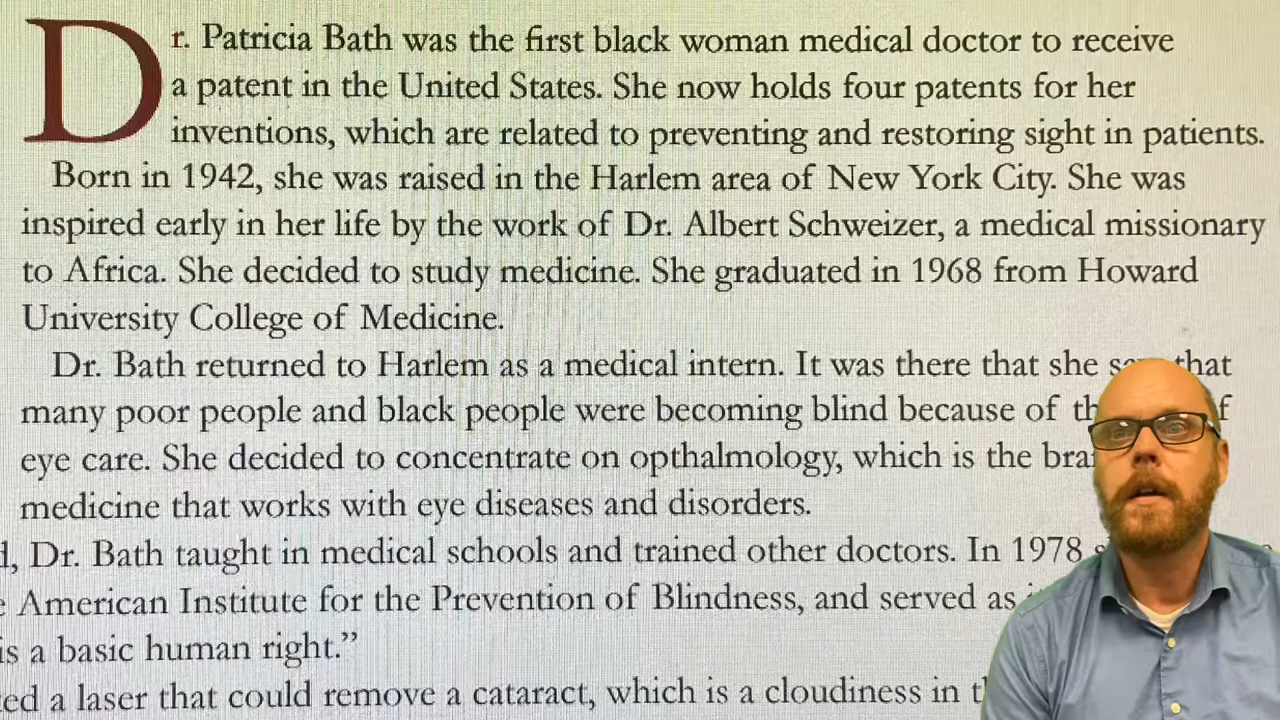 Dr. Patricia Bath was the first black woman medical doctor to receive
a patent in the United States. She now holds four patents for her
inventions, which are related to preventing and restoring sight in patients.
Born in 1942, she was raised in the Harlem area of New York City. She was
inspired early in her life by the work of Dr. Albert Schweizer, a medical missionary
to Africa. She decided to study medicine. She graduated in 1968 from Howard
University College of Medicine.
Dr. Bath returned to Harlem as a medical intern. It was there that she that
many poor people and black people were becoming blind because of
eye care. She decided to concentrate on opthalmology, which is the
medicine that works with eye diseases and disorders.
Dr. Bath taught in medical schools and trained other doctors. In 1978
American Institute for the Prevention of Blindness, and served as
is a basic human right.”
a laser that could remove a cataract, which is a cloudiness in